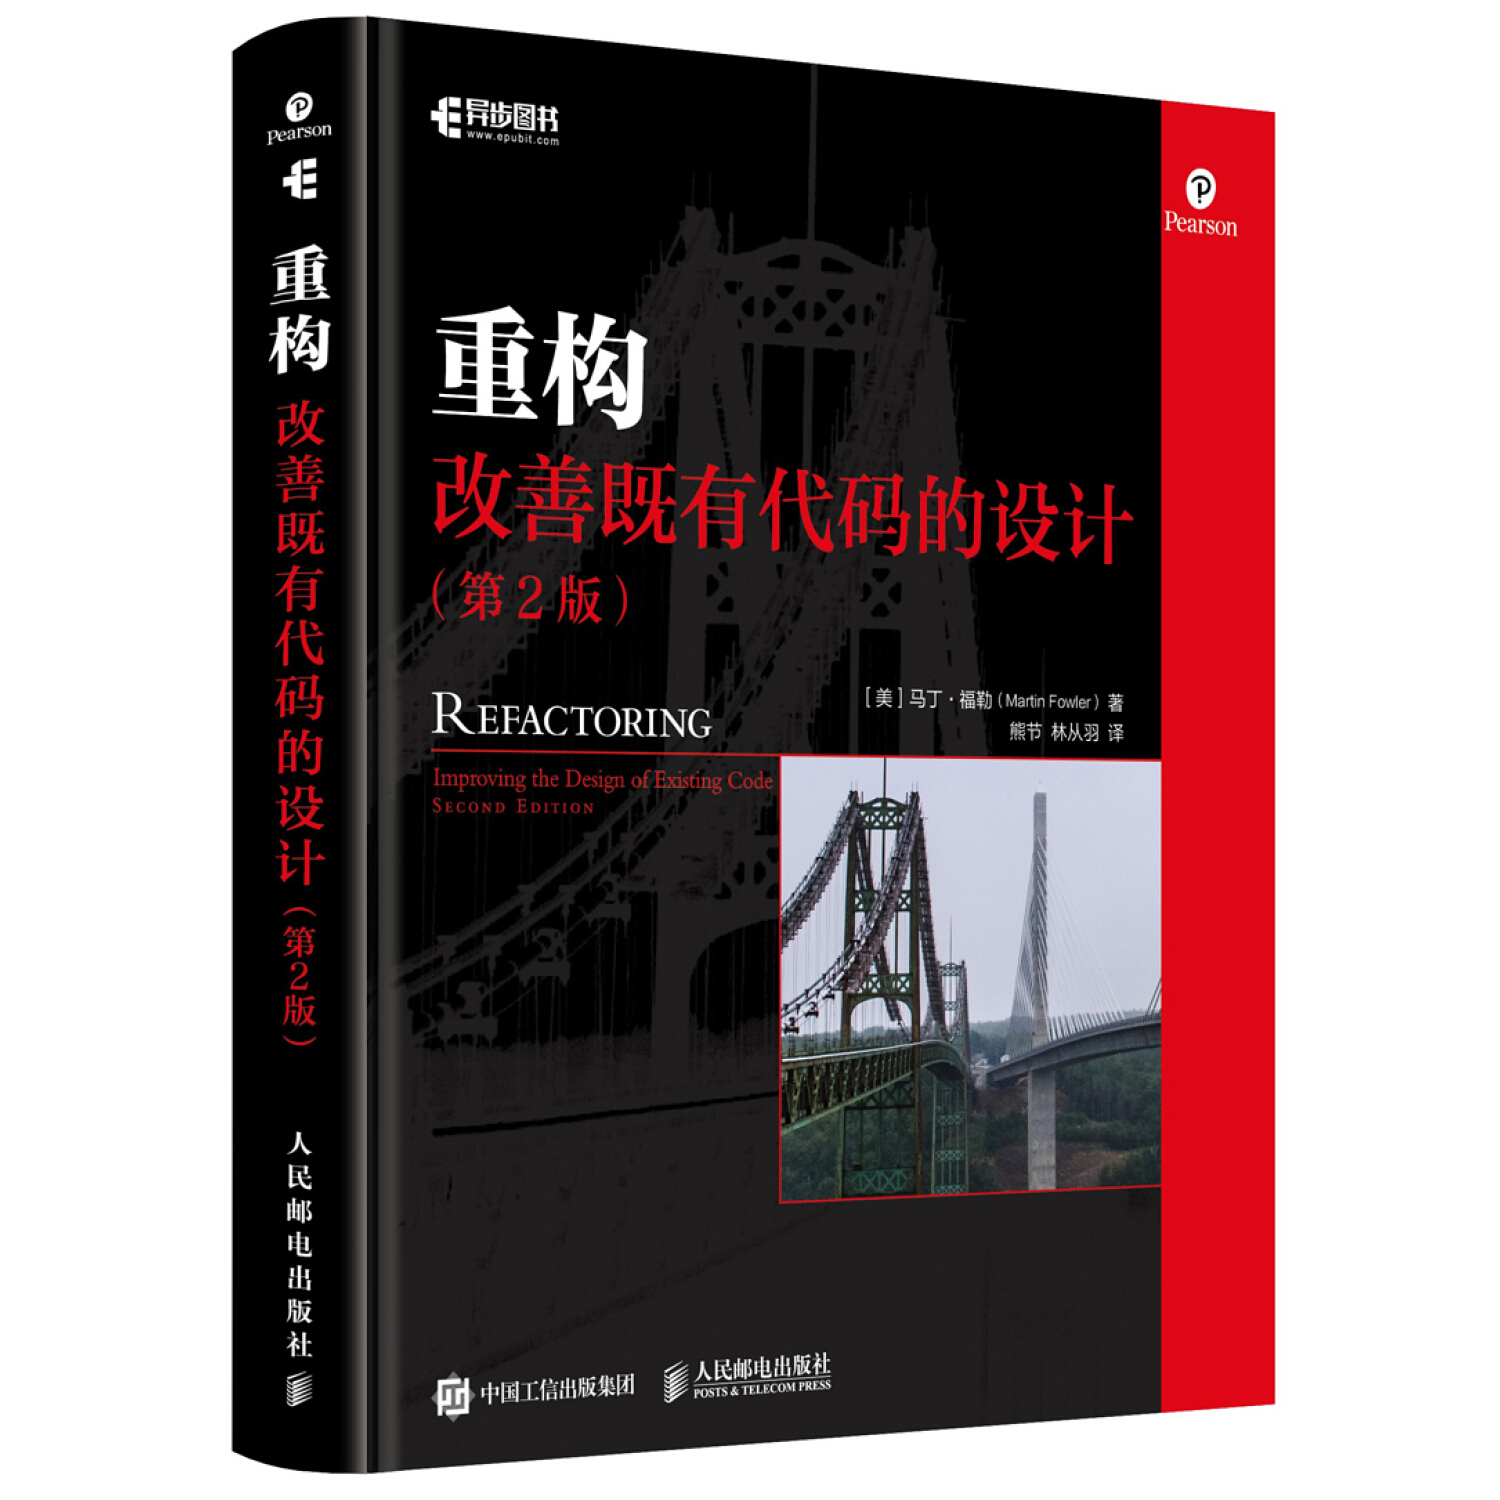 Pearson
重构
改善既有代码的设计
（第2版）
人民邮电出版社
异步图书
www.epubit.com
Pearson
重构
改善既有代码的设计
（第2版）
[美]马丁·福勒（Martin Fowler）著
熊节 林从羽 译
REFACTORING
Improving the Design of Existing Code
SECOND EDITION
中国工信出版集团
人民邮电出版社
POSTS & TELECOM PRESS